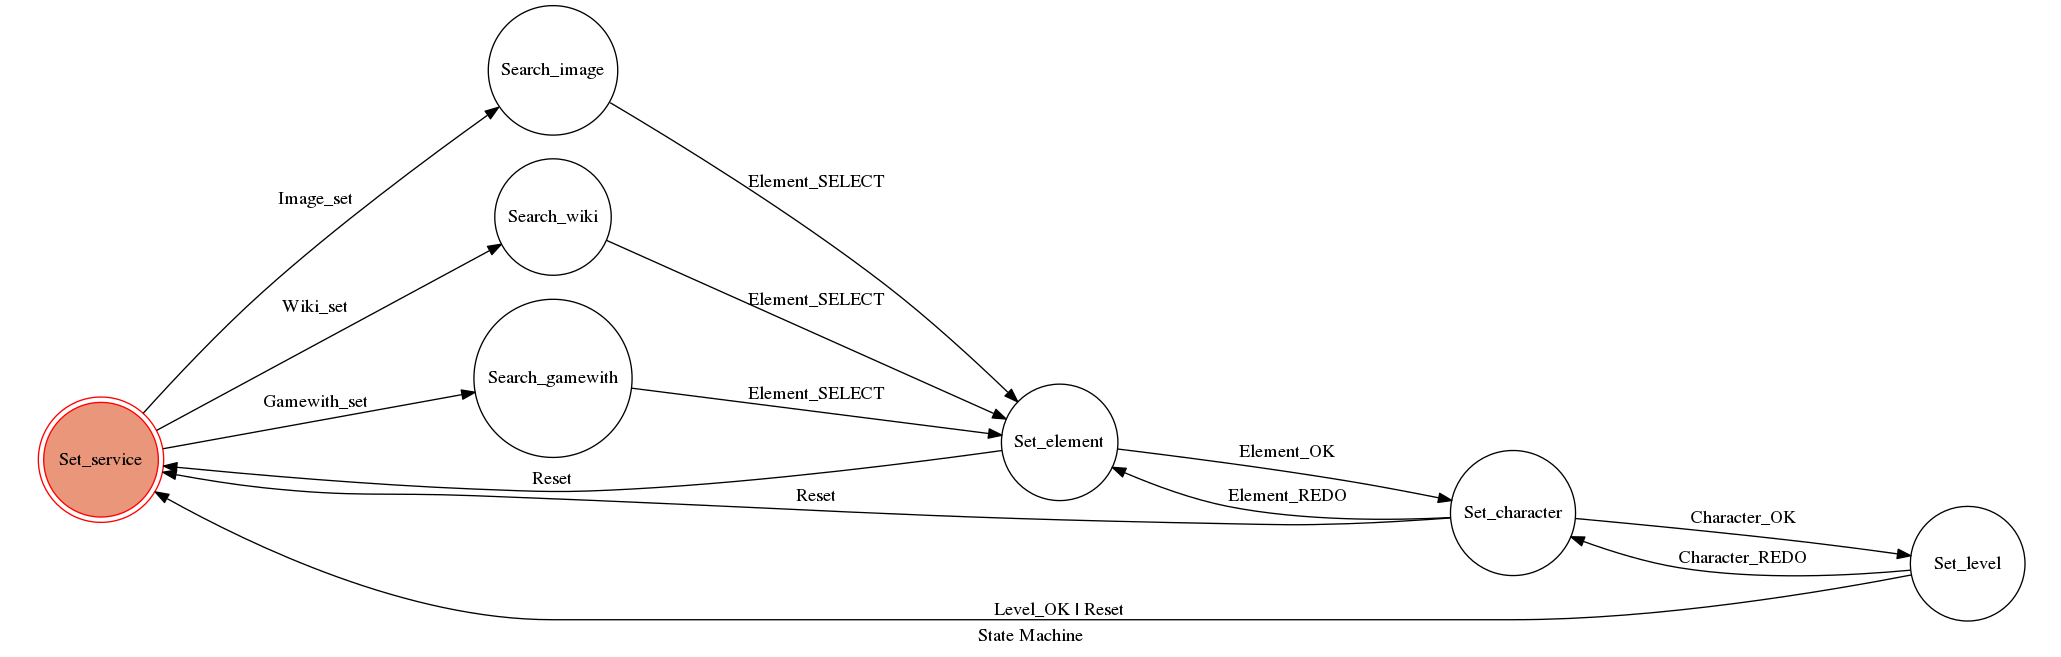 Search_image
Element_SELECT
Image_set
Search_wiki
Element_SELECT
Wiki_set
Search_gamewith
Element_SELECT
Gamewith_set
Set_element
Element_OK
Set_service
Reset
Reset
Element_REDO
Set_character
Character_OK
Character_REDO
Set_level
Level_OK | Reset
State Machine